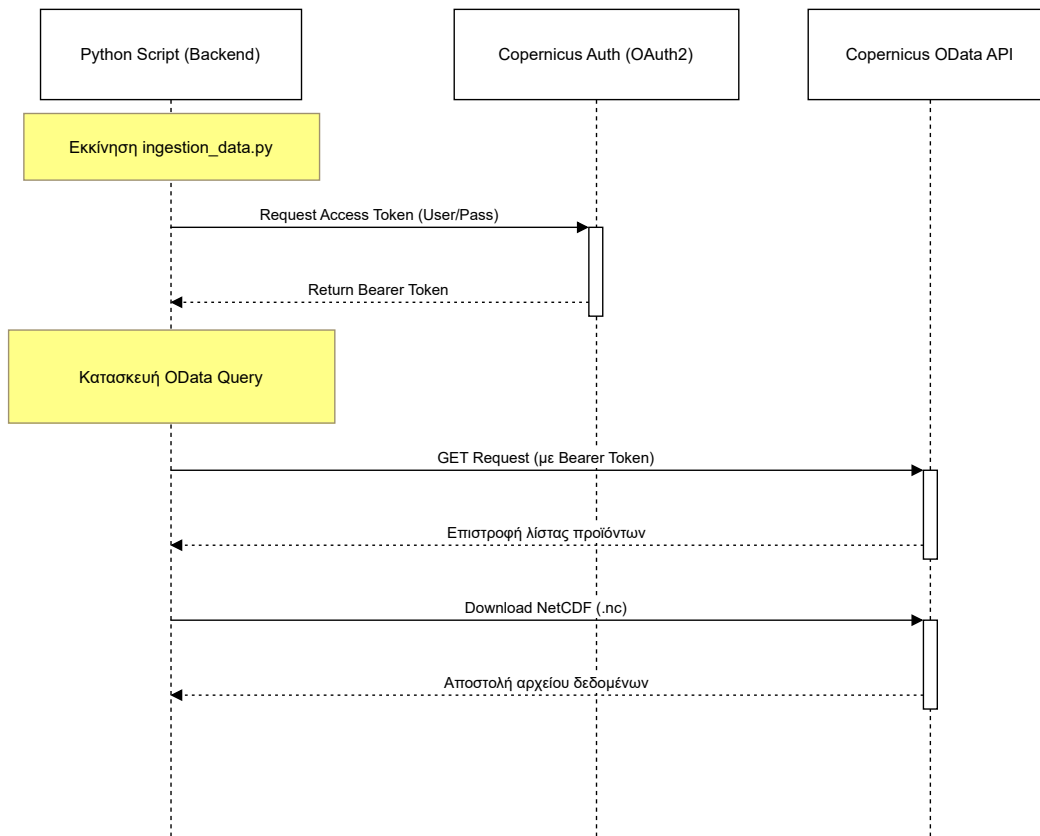 Python Script (Backend)
Copernicus Auth (OAuth2)
Copernicus OData API
Εκκίνηση ingestion_data.py
Request Access Token (User/Pass)
Return Bearer Token
Κατασκευή OData Query
GET Request (με Bearer Token)
Επιστροφή λίστας προϊόντων
Download NetCDF (.nc)
Αποστολή αρχείου δεδομένων